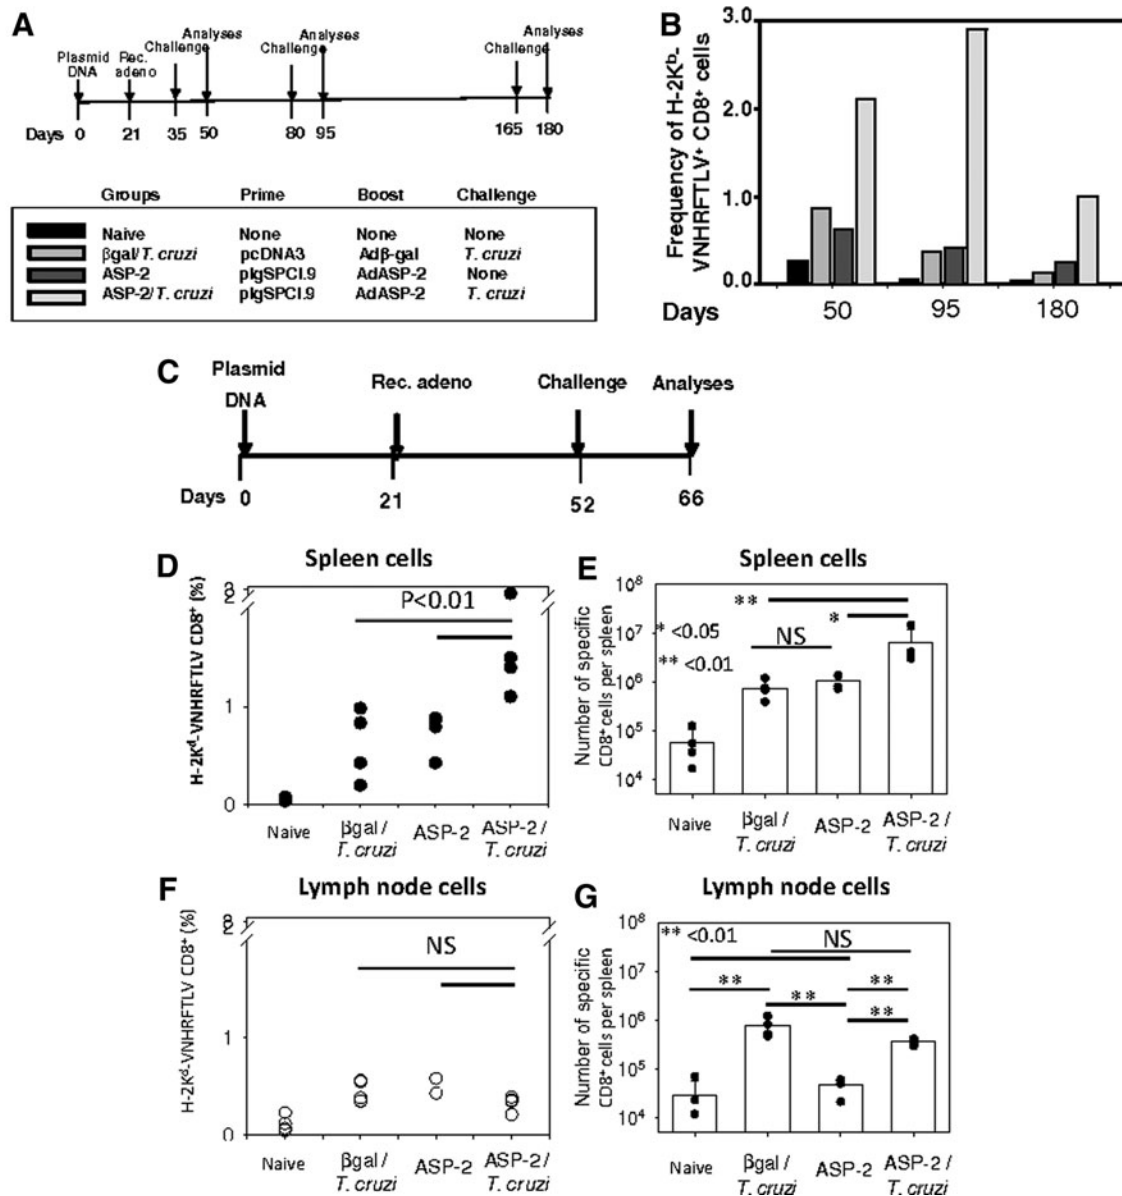 A
Plasmid DNA
Rec. adeno
Challenge
Analyses
Challenge
Analyses
Challenge
Analyses
Days 0 21 35 50 80 95 165 180
Groups Prime Boost Challenge
Naive None None None
βgal/T. cruzi pcDNA3 Adβ-gal T. cruzi
ASP-2 pIgSPCl.9 AdASP-2 None
ASP-2/T. cruzi pIgSPCl.9 AdASP-2 T. cruzi
B
Frequency of H-2Kᵇ-
VNHRFTLV⁺ CD8⁺ cells
3.0
2.0
1.0
0.0
Days 50 95 180
C
Plasmid
DNA
Rec. adeno
Challenge
Analyses
Days 0 21 52 66
D
Spleen cells
H-2Kᵈ-VNHRFTLV CD8⁺ (%)
2
1
0
P<0.01
Naive
βgal /
T. cruzi
ASP-2
ASP-2 /
T. cruzi
E
Spleen cells
Number of specific
CD8⁺ cells per spleen
10⁸
10⁷
10⁶
10⁵
10⁴
**
*
* <0.05
NS
** <0.01
Naive
βgal /
T. cruzi
ASP-2
ASP-2 /
T. cruzi
F
Lymph node cells
H-2Kᵈ-VNHRFTLV CD8⁺ (%)
2
1
0
NS
Naive
βgal /
T. cruzi
ASP-2
ASP-2 /
T. cruzi
G
Lymph node cells
Number of specific
CD8⁺ cells per spleen
10⁸
10⁷
10⁶
10⁵
10⁴
** <0.01
NS
**
**
**
**
Naive
βgal /
T. cruzi
ASP-2
ASP-2 /
T. cruzi